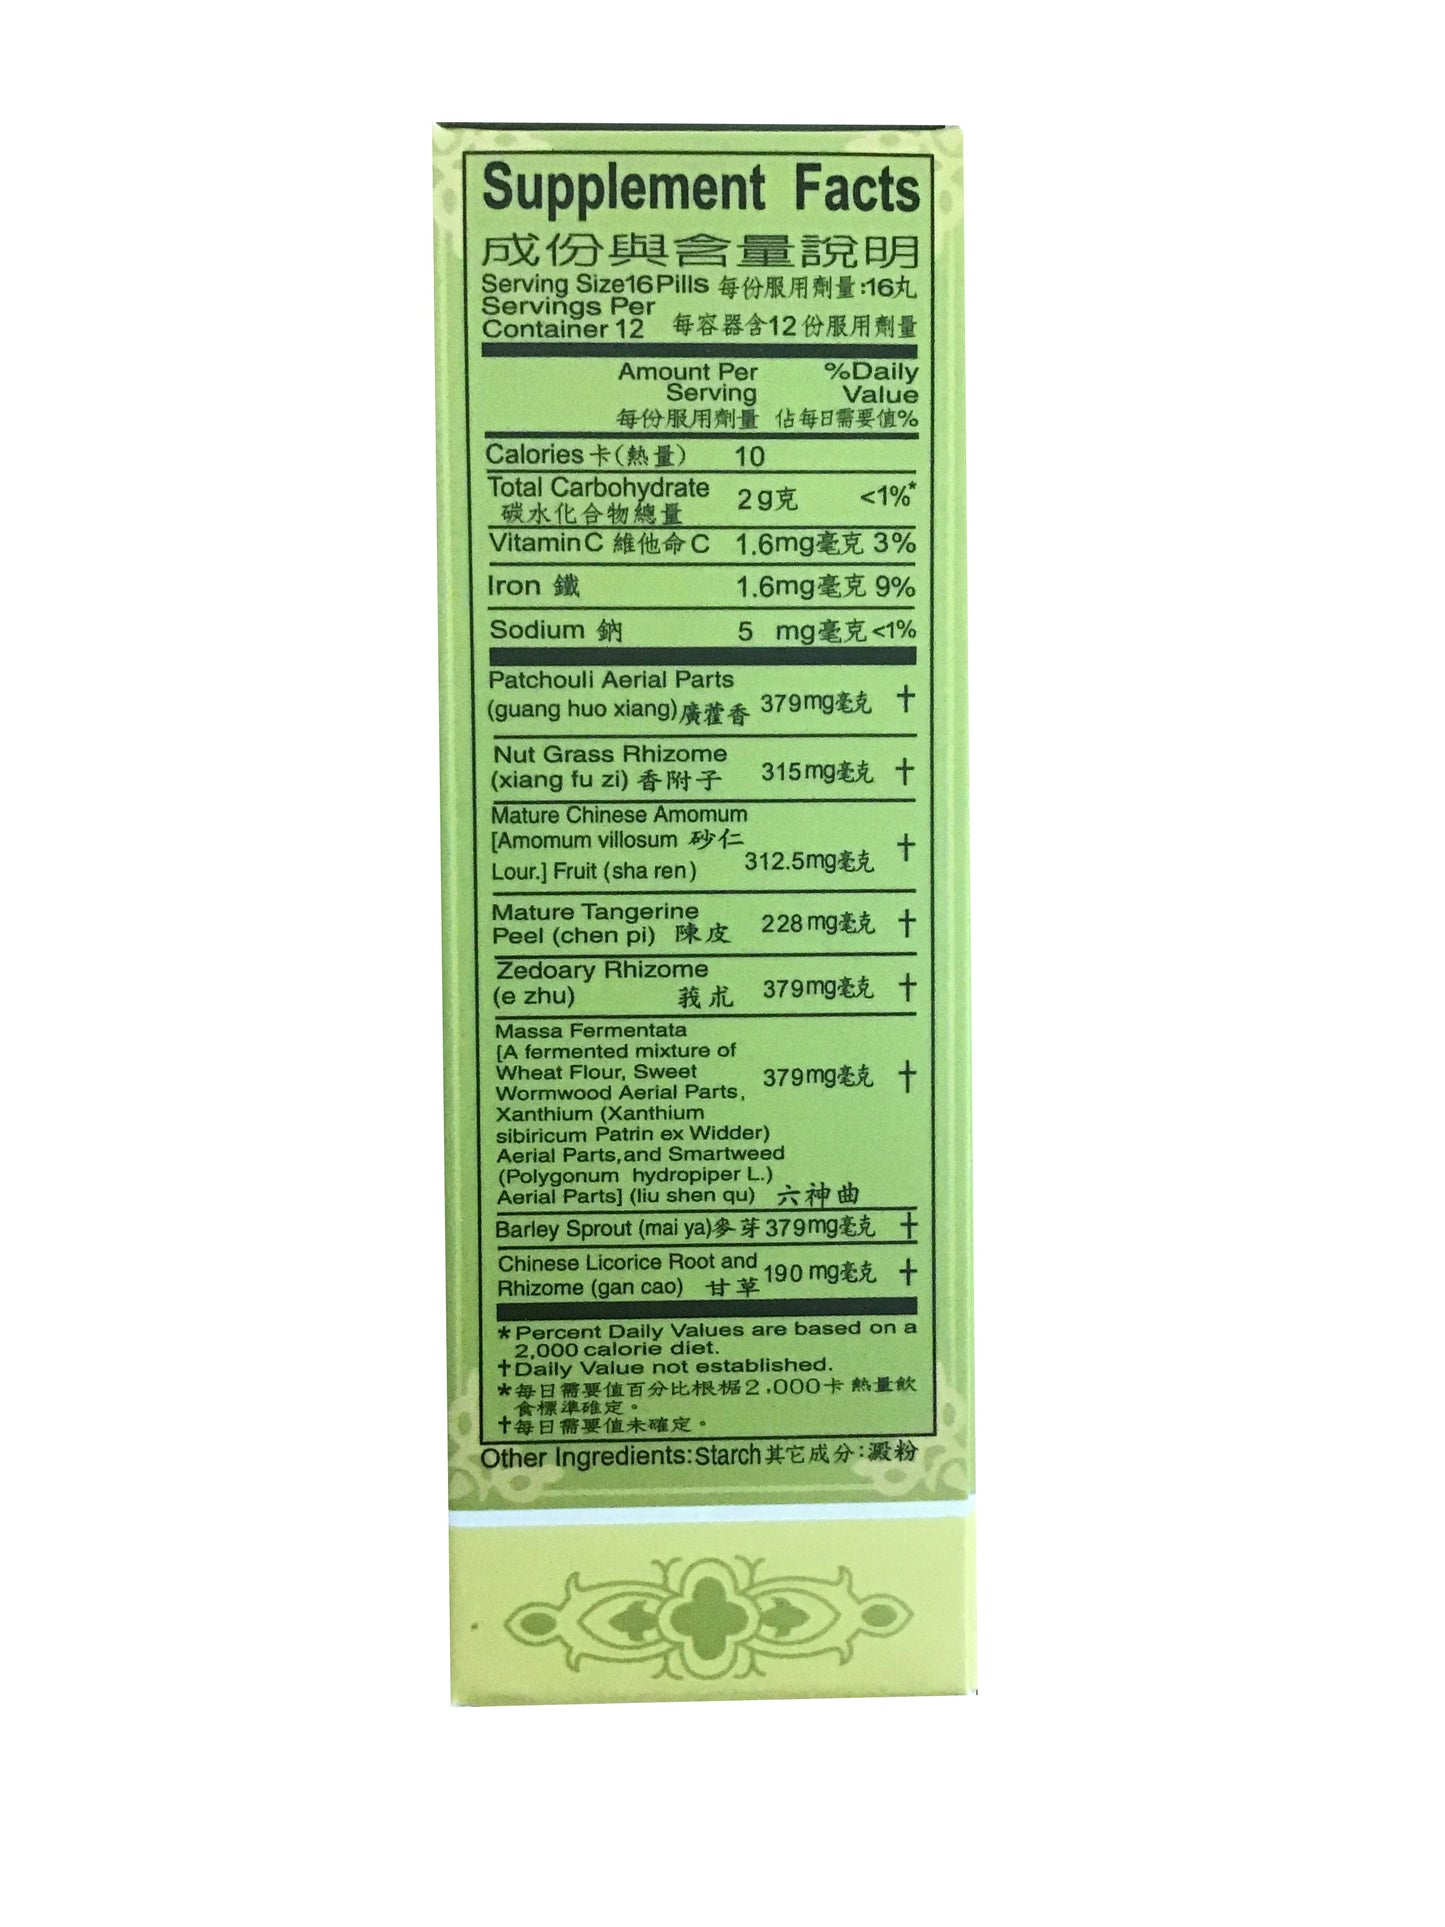 Supplement Facts
成份與含量說明
Serving Size16Pills 每份服用劑量:16丸
Servings Per
Container 12 每容器含12份服用劑量
Amount Per %Daily
Serving Value
每份服用劑量 佔每日需要值%
Calories 卡(熱量) 10
Total Carbohydrate
碳水化合物總量 2g克 <1%*
Vitamin C 維他命C 1.6mg毫克 3%
Iron 鐵 1.6mg毫克 9%
Sodium 鈉 5 mg毫克 <1%
Patchouli Aerial Parts
(guang huo xiang)廣藿香 379mg毫克 †
Nut Grass Rhizome
(xiang fu zi) 香附子 315mg毫克 †
Mature Chinese Amomum
[Amomum villosum 砂仁
Lour.] Fruit (sha ren) 312.5mg毫克 †
Mature Tangerine
Peel (chen pi) 陳皮 228mg毫克 †
Zedoary Rhizome
(e zhu) 莪朮 379mg毫克 †
Massa Fermentata
[A fermented mixture of
Wheat Flour, Sweet 379mg毫克 †
Wormwood Aerial Parts,
Xanthium (Xanthium
sibiricum Patrin ex Widder)
Aerial Parts,and Smartweed
(Polygonum hydropiper L.)
Aerial Parts] (liu shen qu) 六神曲
Barley Sprout (mai ya)麥芽 379mg毫克 †
Chinese Licorice Root and
Rhizome (gan cao) 甘草 190 mg毫克 †
*Percent Daily Values are based on a
2,000 calorie diet.
†Daily Value not established.
*每日需要值百分比根椐2,000卡熱量飲
食標準確定。
†每日需要值未確定。
Other Ingredients:Starch其它成分:澱粉